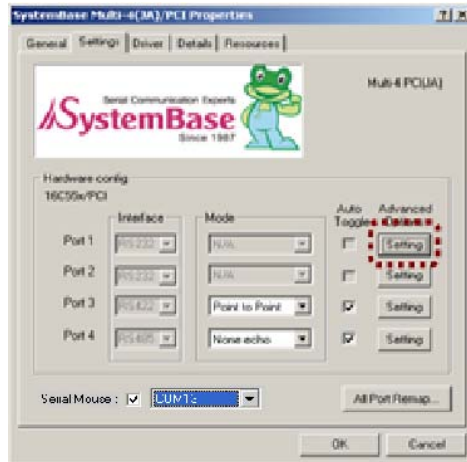 SystemBase Multi-4(JA)/PCI Properties
General Settings Driver Details Resources
Serial Communication Experts
SystemBase
Since 1987
Multi-4 PCI(JA)
Hardware config
16C55x/PCI
Interface Mode Auto Toggle Advanced
Port 1 RS232 N/A Setting
Port 2 RS232 N/A Setting
Port 3 RS422 Point to Point Setting
Port 4 RS485 None echo Setting
Serial Mouse : All Port Remap...
OK Cancel